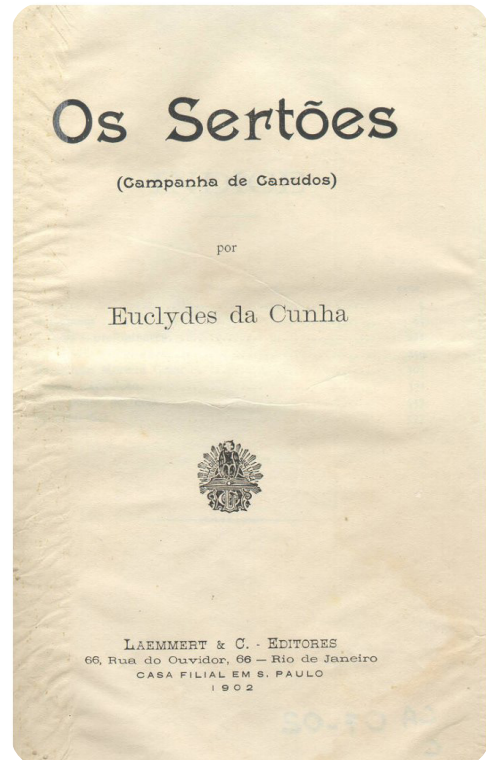 Os Sertões
(Campanha de Canudos)
por
Euclydes da Cunha
LAEMMERT & C. - EDITORES
66, Rua do Ouvidor, 66 — Rio de Janeiro
CASA FILIAL EM S. PAULO
1902